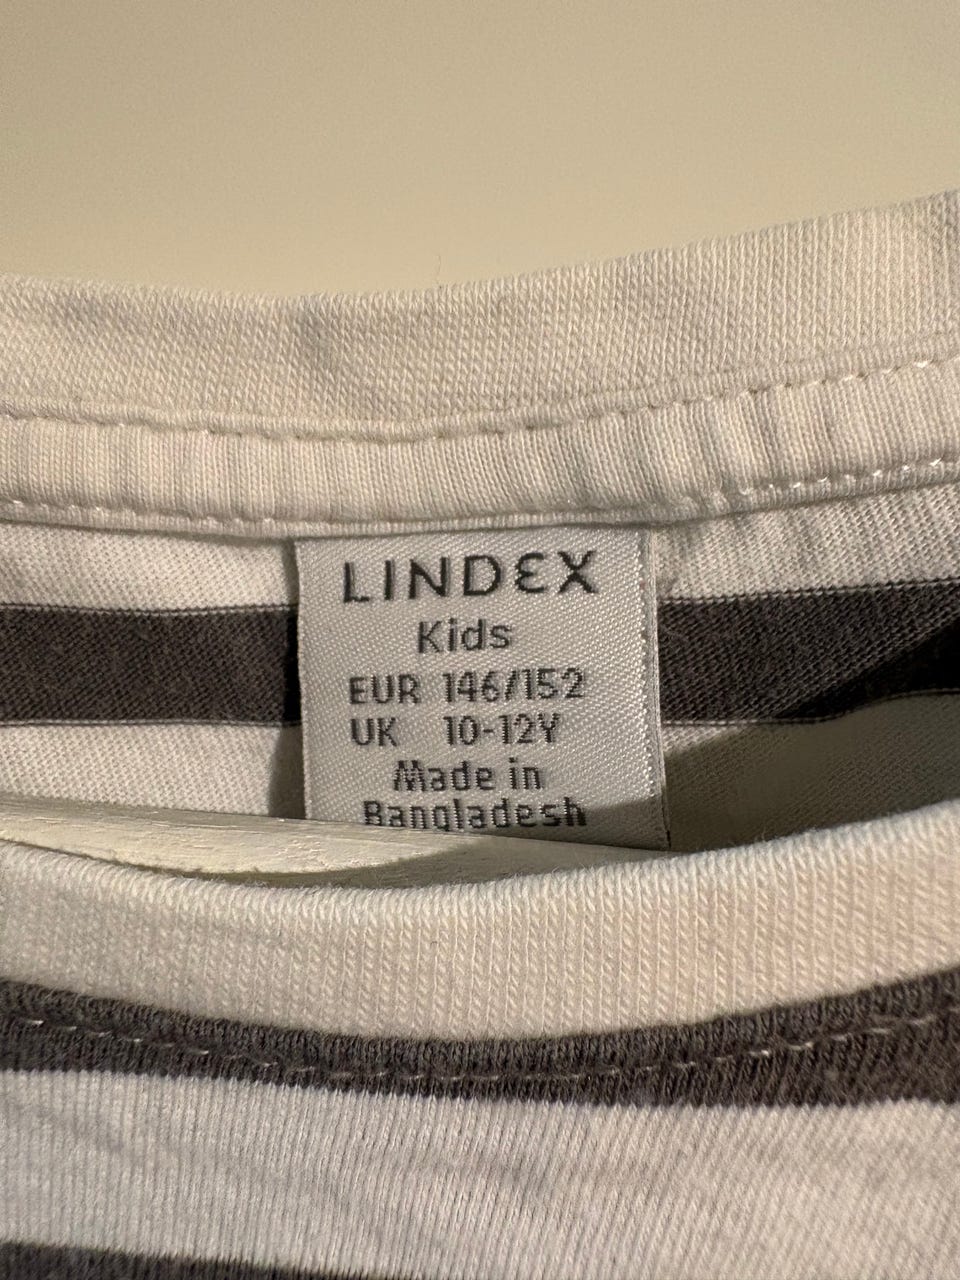 LINDEX
Kids
EUR 146/152
UK 10-12Y
Made in
Bangladesh